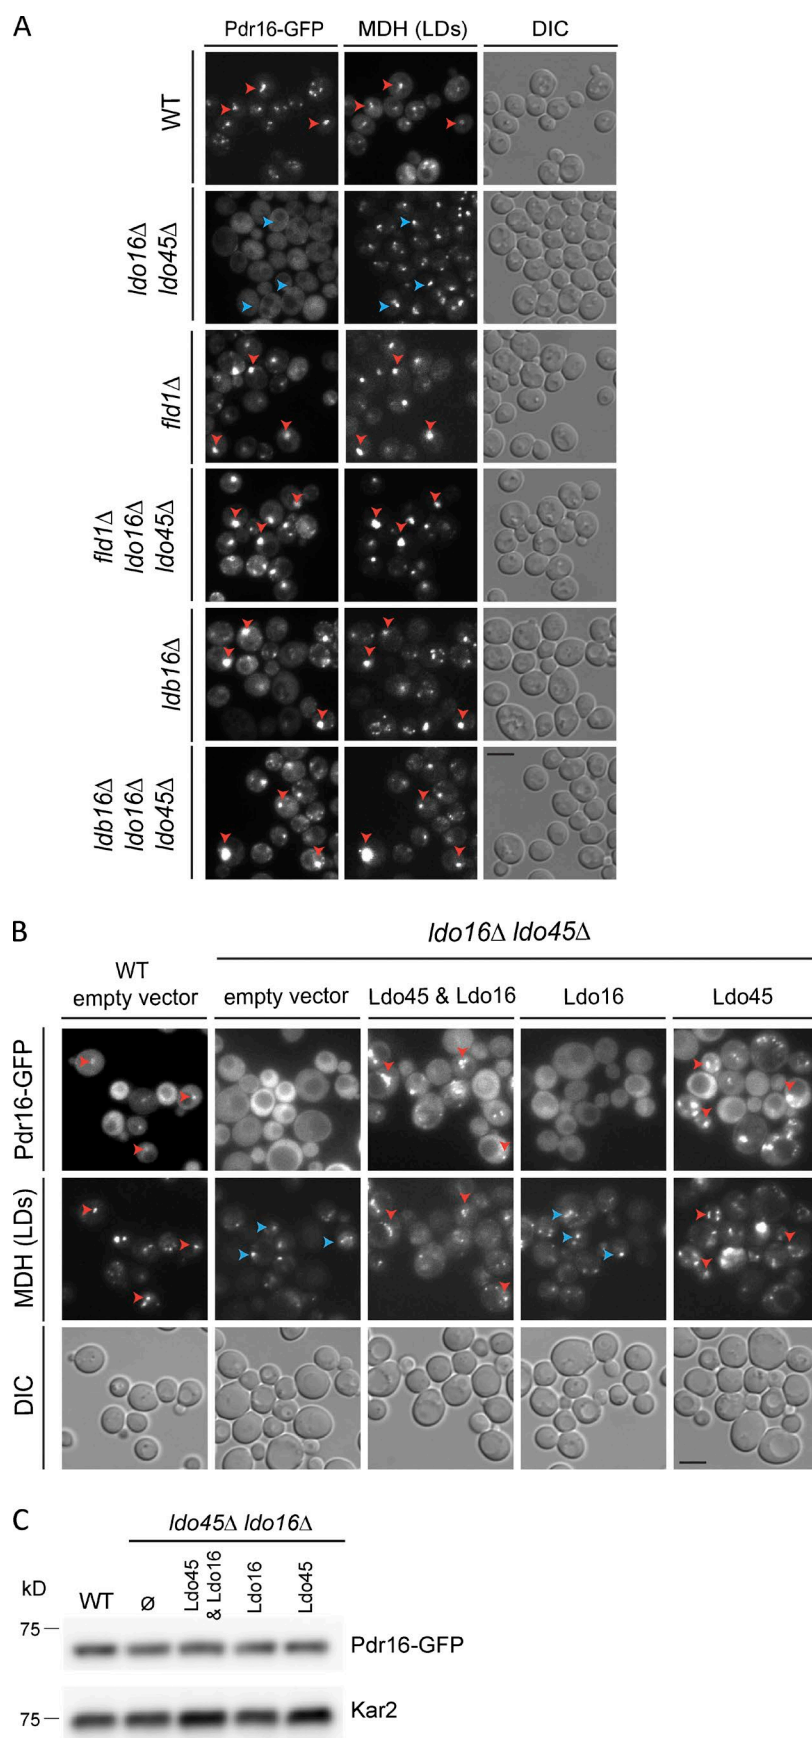 A
Pdr16-GFP MDH (LDs) DIC
WT
ldo16Δ
ldo45Δ
fld1Δ
fld1Δ
ldo16Δ
ldo45Δ
ldb16Δ
ldb16Δ
ldo16Δ
ldo45Δ
B
ldo16Δ ldo45Δ
WT
empty vector
empty vector
Ldo45 & Ldo16
Ldo16
Ldo45
Pdr16-GFP
MDH (LDs)
DIC
C
ldo45Δ ldo16Δ
kD
WT
ø
Ldo45
& Ldo16
Ldo16
Ldo45
75
Pdr16-GFP
75
Kar2